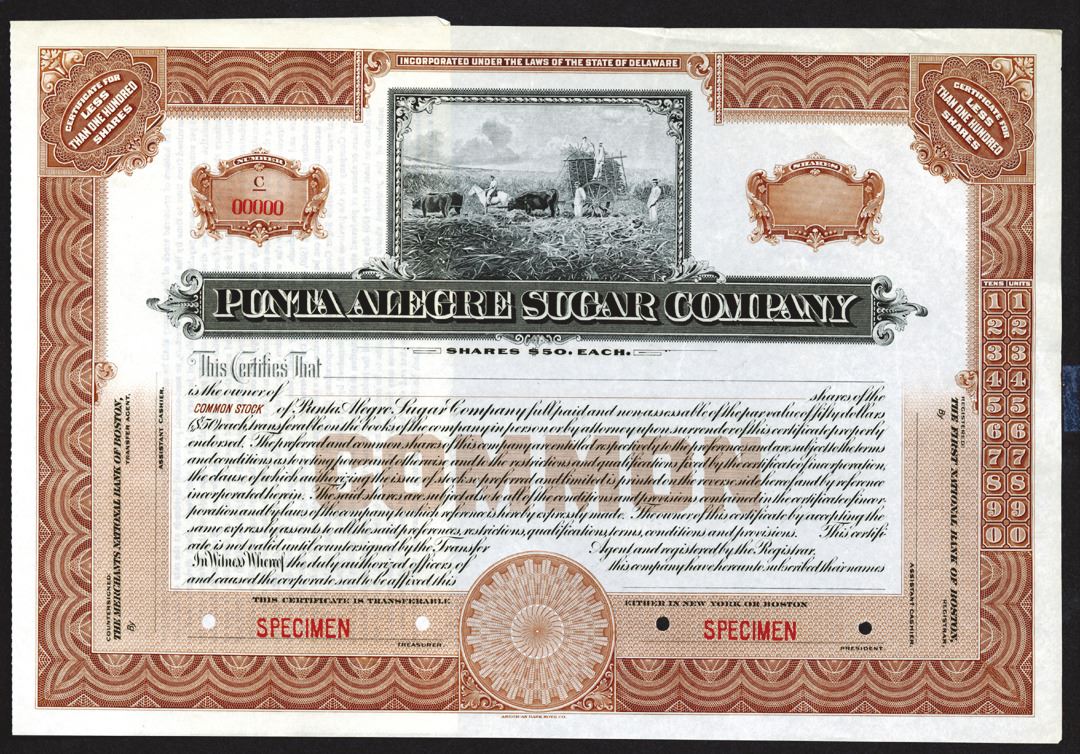 INCORPORATED UNDER THE LAWS OF THE STATE OF DELAWARE
CERTIFICATE FOR
LESS
THAN ONE HUNDRED
SHARES
CERTIFICATE FOR
LESS
THAN ONE HUNDRED
SHARES
NUMBER
C
00000
SHARES
PUNTA ALEGRE SUGAR COMPANY
SHARES $50. EACH.
This Certifies That
is the owner of shares of the
COMMON STOCK of Punta Alegre Sugar Company full paid and non assessable of the par value of fifty dollars
($50) each, transferable on the books of the company in person or by attorney upon surrender of this certificate properly
endorsed. The preferred and common shares of this company are entitled respectively to the preferences and are subject to the terms
and conditions as to voting power and otherwise and to the restrictions and qualifications fixed by the certificate of incorporation,
the clause of which authorizing the issue of stock so preferred and limited is printed on the reverse side hereof and by reference
incorporated herein. The said shares are subject also to all of the conditions and provisions contained in the certificate of incor-
poration and by laws of the company to which reference is hereby expressly made. The owner of this certificate by accepting the
same expressly assents to all the said preferences, restrictions, qualifications, terms, conditions and provisions. This certifi-
cate is not valid until countersigned by the Transfer Agent and registered by the Registrar.
In Witness Whereof the duly authorized officers of this company have hereunto subscribed their names
and caused the corporate seal to be affixed this
COMMON
THIS CERTIFICATE IS TRANSFERABLE EITHER IN NEW YORK OR BOSTON
SPECIMEN
SPECIMEN
TREASURER.
PRESIDENT.
COUNTERSIGNED:
THE MERCHANTS NATIONAL BANK OF BOSTON,
TRANSFER AGENT.
By
ASSISTANT CASHIER.
REGISTERED:
THE FIRST NATIONAL BANK OF BOSTON,
REGISTRAR.
By
ASSISTANT CASHIER.
TENS UNITS
1 1
2 2
3 3
4 4
5 5
6 6
7 7
8 8
9 9
0 0
AMERICAN BANK NOTE CO.